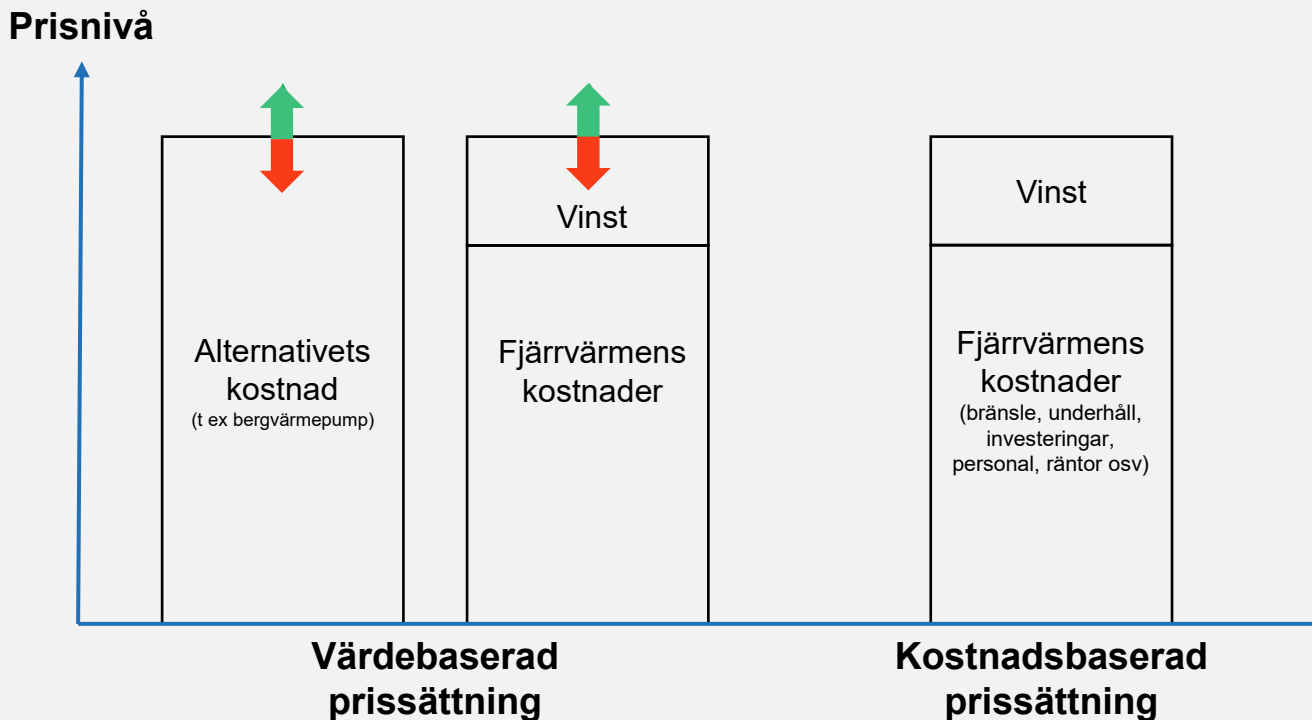 Prisnivå
Alternativets
kostnad
(t ex bergvärmepump)
Vinst
Fjärrvärmens
kostnader
Vinst
Fjärrvärmens
kostnader
(bränsle, underhåll,
investeringar,
personal, räntor osv)
Värdebaserad
prissättning
Kostnadsbaserad
prissättning